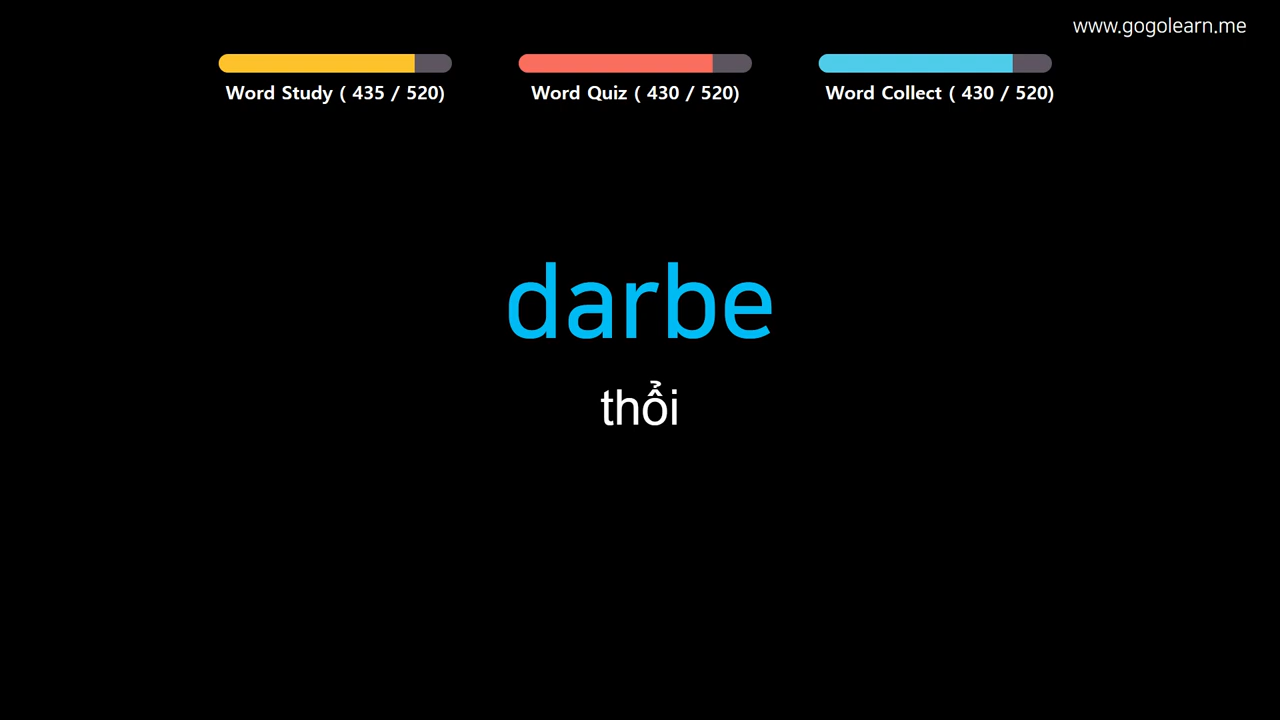 www.gogolearn.me
Word Study ( 435 / 520)
Word Quiz ( 430 / 520)
Word Collect ( 430 / 520)
darbe
thổi